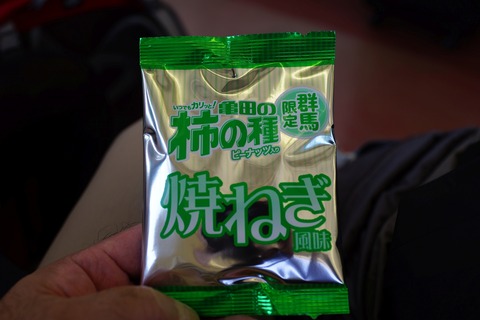 いつでもカリッと!
亀田の
柿の種
ピーナッツ入り
群馬
限定
焼ねぎ
風味